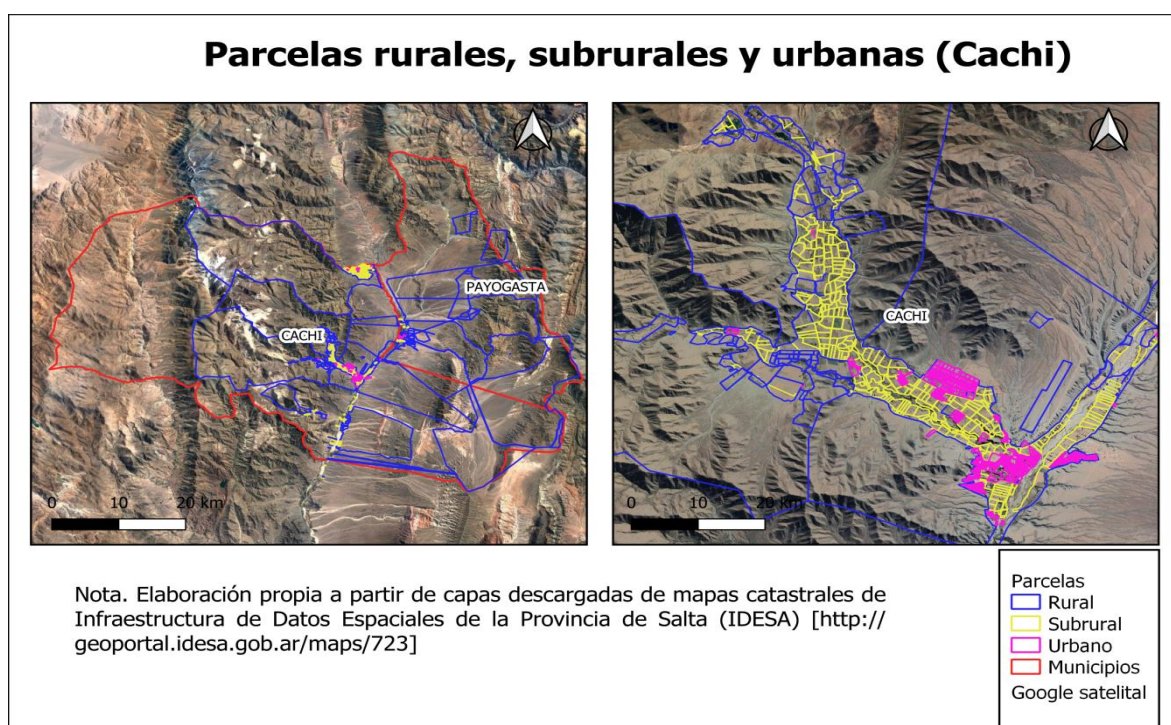 Parcelas rurales, subrurales y urbanas (Cachi)
PAYOGASTA
CACHI
0 10 20 km
CACHI
0 10 20 km
Nota. Elaboración propia a partir de capas descargadas de mapas catastrales de
Infraestructura de Datos Espaciales de la Provincia de Salta (IDESA) [http://
geoportal.idesa.gob.ar/maps/723]
Parcelas
Rural
Subrural
Urbano
Municipios
Google satelital